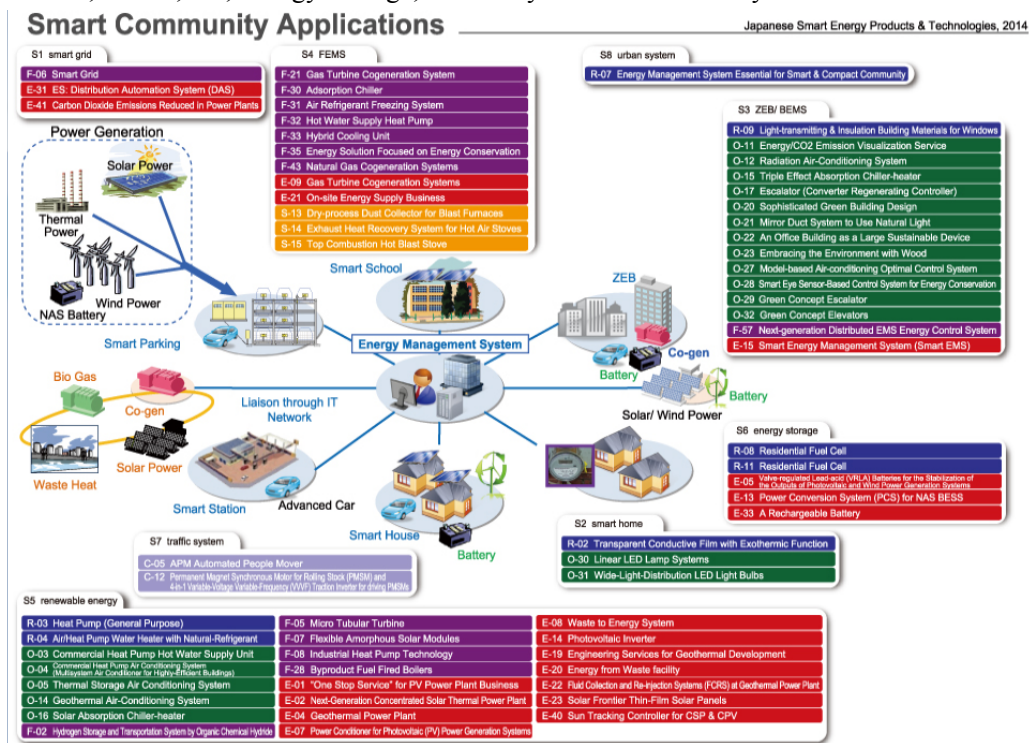 Smart Community Applications
Japanese Smart Energy Products & Technologies, 2014
S1 smart grid
F-06 Smart Grid
E-31 ES: Distribution Automation System (DAS)
E-41 Carbon Dioxide Emissions Reduced in Power Plants
S4 FEMS
F-21 Gas Turbine Cogeneration System
F-30 Adsorption Chiller
F-31 Air Refrigerant Freezing System
F-32 Hot Water Supply Heat Pump
F-33 Hybrid Cooling Unit
F-35 Energy Solution Focused on Energy Conservation
F-43 Natural Gas Cogeneration Systems
E-09 Gas Turbine Cogeneration Systems
E-21 On-site Energy Supply Business
S-13 Dry-process Dust Collector for Blast Furnaces
S-14 Exhaust Heat Recovery System for Hot Air Stoves
S-15 Top Combustion Hot Blast Stove
S8 urban system
R-07 Energy Management System Essential for Smart & Compact Community
S3 ZEB/ BEMS
R-09 Light-transmitting & Insulation Building Materials for Windows
O-11 Energy/CO2 Emission Visualization Service
O-12 Radiation Air-Conditioning System
O-15 Triple Effect Absorption Chiller-heater
O-17 Escalator (Converter Regenerating Controller)
O-20 Sophisticated Green Building Design
O-21 Mirror Duct System to Use Natural Light
O-22 An Office Building as a Large Sustainable Device
O-23 Embracing the Environment with Wood
O-27 Model-based Air-conditioning Optimal Control System
O-28 Smart Eye Sensor-Based Control System for Energy Conservation
O-29 Green Concept Escalator
O-32 Green Concept Elevators
F-57 Next-generation Distributed EMS Energy Control System
E-15 Smart Energy Management System (Smart EMS)
Power Generation
Solar Power
Thermal
Power
Wind Power
NAS Battery
Smart Parking
Smart School
ZEB
Energy Management System
Co-gen
Battery
Battery
Solar/ Wind Power
Bio Gas
Co-gen
Liaison through IT
Network
Solar Power
Waste Heat
Smart Station
Advanced Car
Smart House
Battery
S6 energy storage
R-08 Residential Fuel Cell
R-11 Residential Fuel Cell
E-05 Valve-regulated Lead-acid (VRLA) Batteries for the Stabilization of
the Outputs of Photovoltaic and Wind Power Generation Systems
E-13 Power Conversion System (PCS) for NAS BESS
E-33 A Rechargeable Battery
S2 smart home
R-02 Transparent Conductive Film with Exothermic Function
O-30 Linear LED Lamp Systems
O-31 Wide-Light-Distribution LED Light Bulbs
S7 traffic system
C-05 APM Automated People Mover
C-12 Permanent Magnet Synchronous Motor for Rolling Stock (PMSM) and
4-in-1 Variable-Voltage Variable-Frequency (VVVF) Traction Inverter for driving PMSMs
S5 renewable energy
R-03 Heat Pump (General Purpose)
R-04 Air/Heat Pump Water Heater with Natural-Refrigerant
O-03 Commercial Heat Pump Hot Water Supply Unit
O-04 Commercial Heat Pump Air Conditioning System
(Multisystem Air Conditioner for Highly-Efficient Buildings)
O-05 Thermal Storage Air Conditioning System
O-14 Geothermal Air-Conditioning System
O-16 Solar Absorption Chiller-heater
F-02 Hydrogen Storage and Transportation System by Organic Chemical Hydride
F-05 Micro Tubular Turbine
F-07 Flexible Amorphous Solar Modules
F-08 Industrial Heat Pump Technology
F-28 Byproduct Fuel Fired Boilers
E-01 "One Stop Service" for PV Power Plant Business
E-02 Next-Generation Concentrated Solar Thermal Power Plant
E-04 Geothermal Power Plant
E-07 Power Conditioner for Photovoltaic (PV) Power Generation Systems
E-08 Waste to Energy System
E-14 Photovoltaic Inverter
E-19 Engineering Services for Geothermal Development
E-20 Energy from Waste facility
E-22 Fluid Collection and Re-injection Systems (FCRS) at Geothermal Power Plant
E-23 Solar Frontier Thin-Film Solar Panels
E-40 Sun Tracking Controller for CSP & CPV